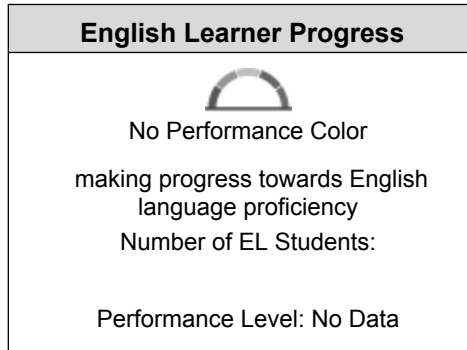 English Learner Progress
No Performance Color
making progress towards English
language proficiency
Number of EL Students:
Performance Level: No Data